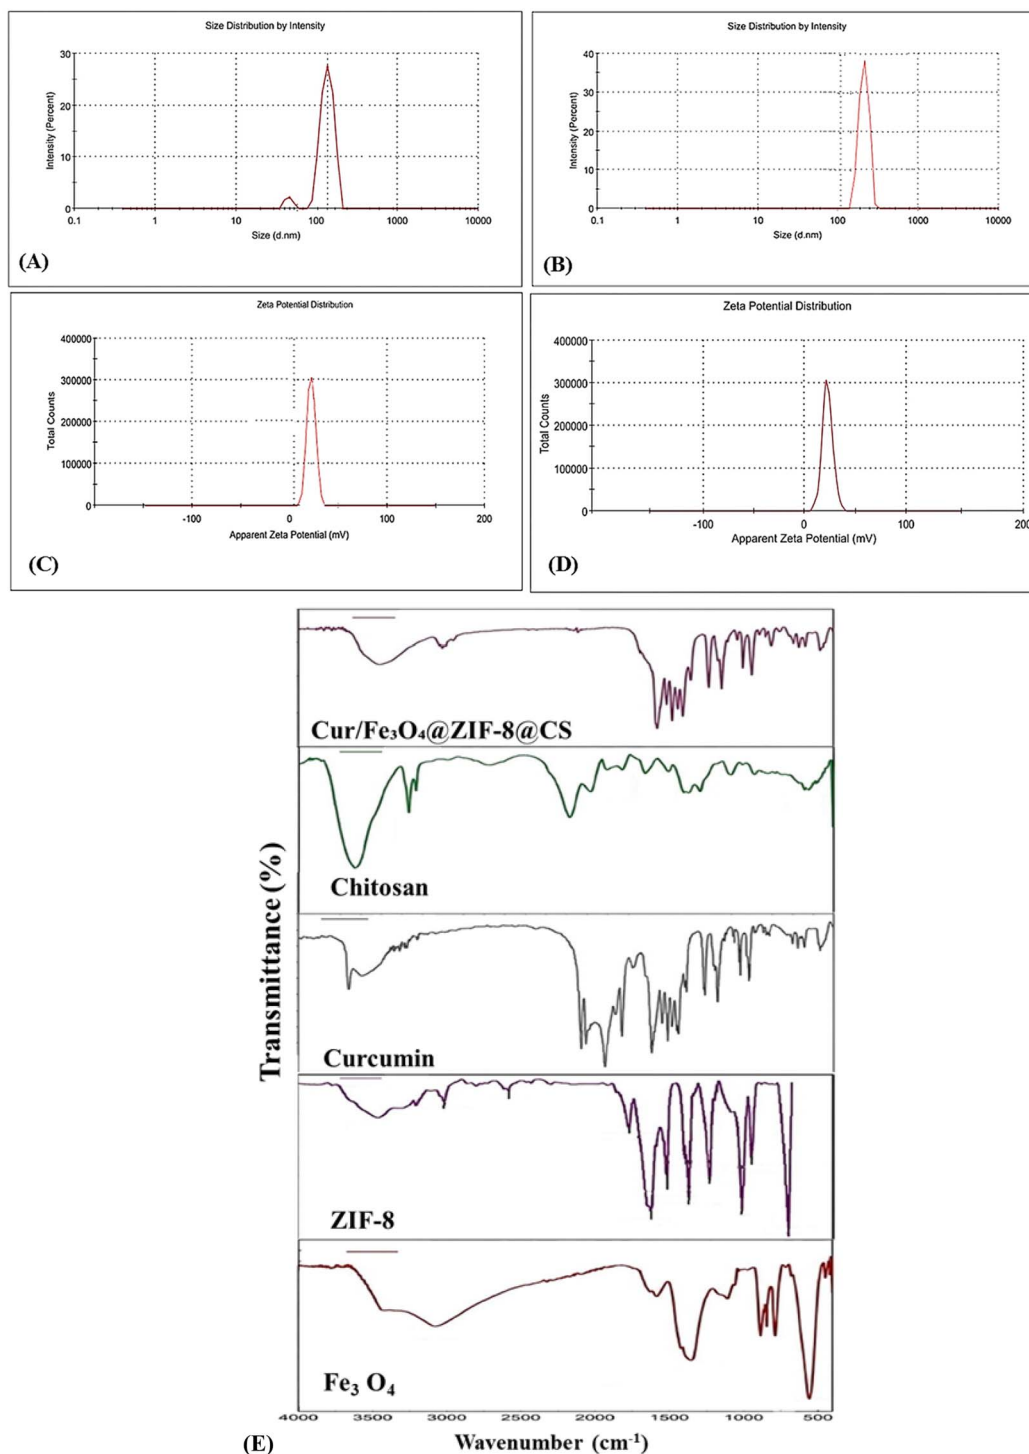 Size Distribution by Intensity
Intensity (Percent)
30
20
10
0
0.1 1 10 100 1000 10000
Size (d.nm)
(A)
Size Distribution by Intensity
Intensity (Percent)
40
30
20
10
0
0.1 1 10 100 1000 10000
Size (d.nm)
(B)
Zeta Potential Distribution
Total Counts
400000
300000
200000
100000
0
-100 0 100 200
Apparent Zeta Potential (mV)
(C)
Zeta Potential Distribution
Total Counts
400000
300000
200000
100000
0
-100 0 100 200
Apparent Zeta Potential (mV)
(D)
Transmittance (%)
Cur/Fe₃O₄@ZIF-8@CS
Chitosan
Curcumin
ZIF-8
Fe₃ O₄
4000 3500 3000 2500 2000 1500 1000 500
Wavenumber (cm⁻¹)
(E)